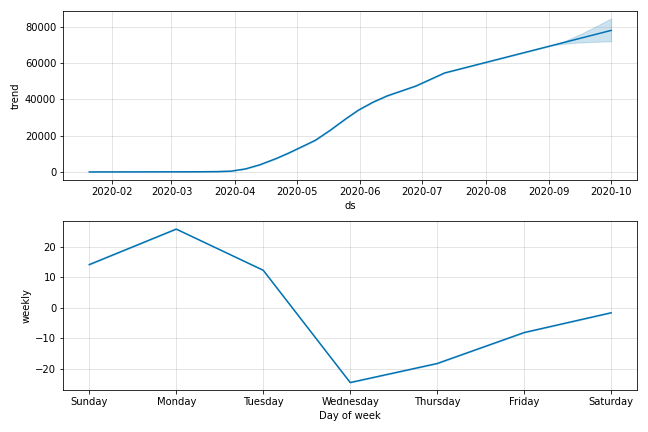 80000
60000
40000
20000
0
trend
2020-02 2020-03 2020-04 2020-05 2020-06 2020-07 2020-08 2020-09 2020-10
ds
20
10
0
−10
−20
weekly
Sunday Monday Tuesday Wednesday Thursday Friday Saturday
Day of week